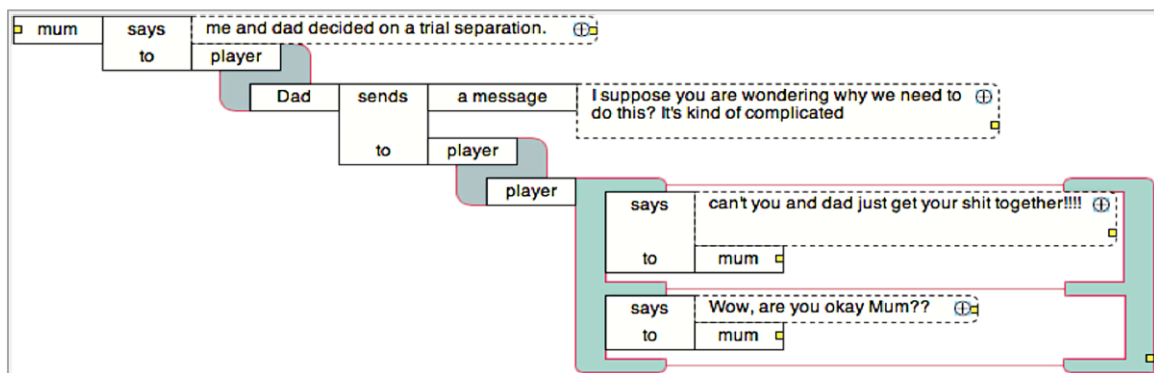 mum says me and dad decided on a trial separation.
to player
Dad sends a message I suppose you are wondering why we need to
do this? It's kind of complicated
to player
player
says can't you and dad just get your shit together!!!!
to mum
says Wow, are you okay Mum??
to mum